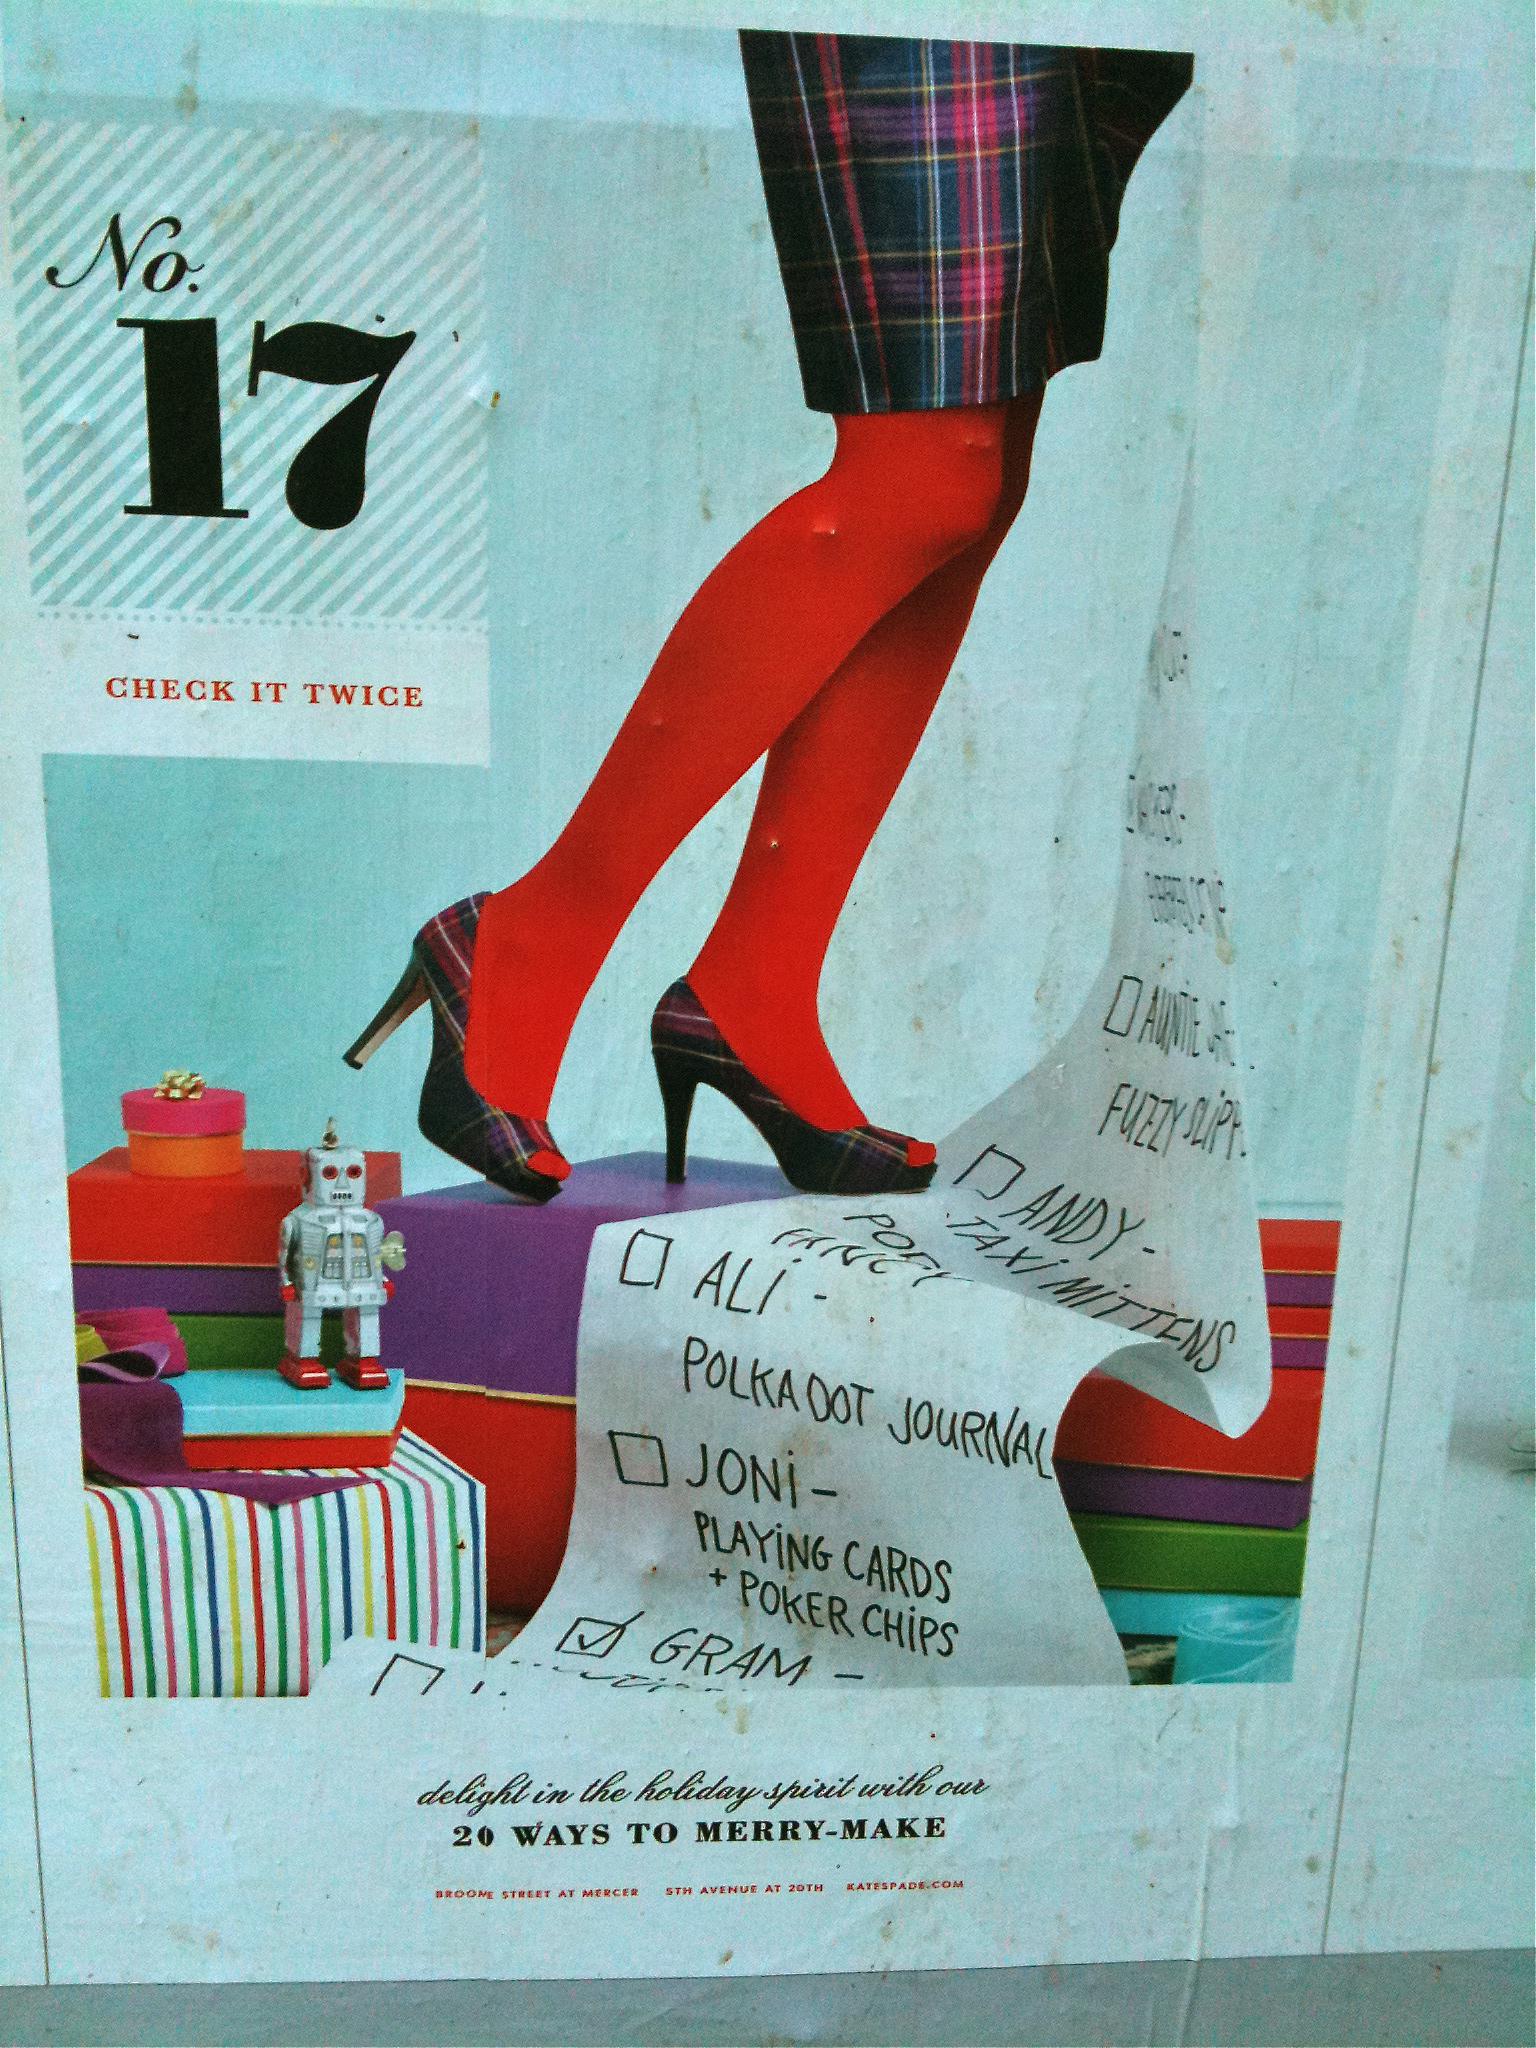 No.
17
CHECK IT TWICE
AUNTIE
FUZZY
ANDY -
TAXI MITTENS
ALI -
POLKA DOT JOURNAL
JONI -
PLAYING CARDS
+ POKER CHIPS
GRAM -
delight in the holiday spirit with our
20 WAYS TO MERRY-MAKE
BROOME STREET AT MERCER 5TH AVENUE AT 20TH KATESPADE.COM